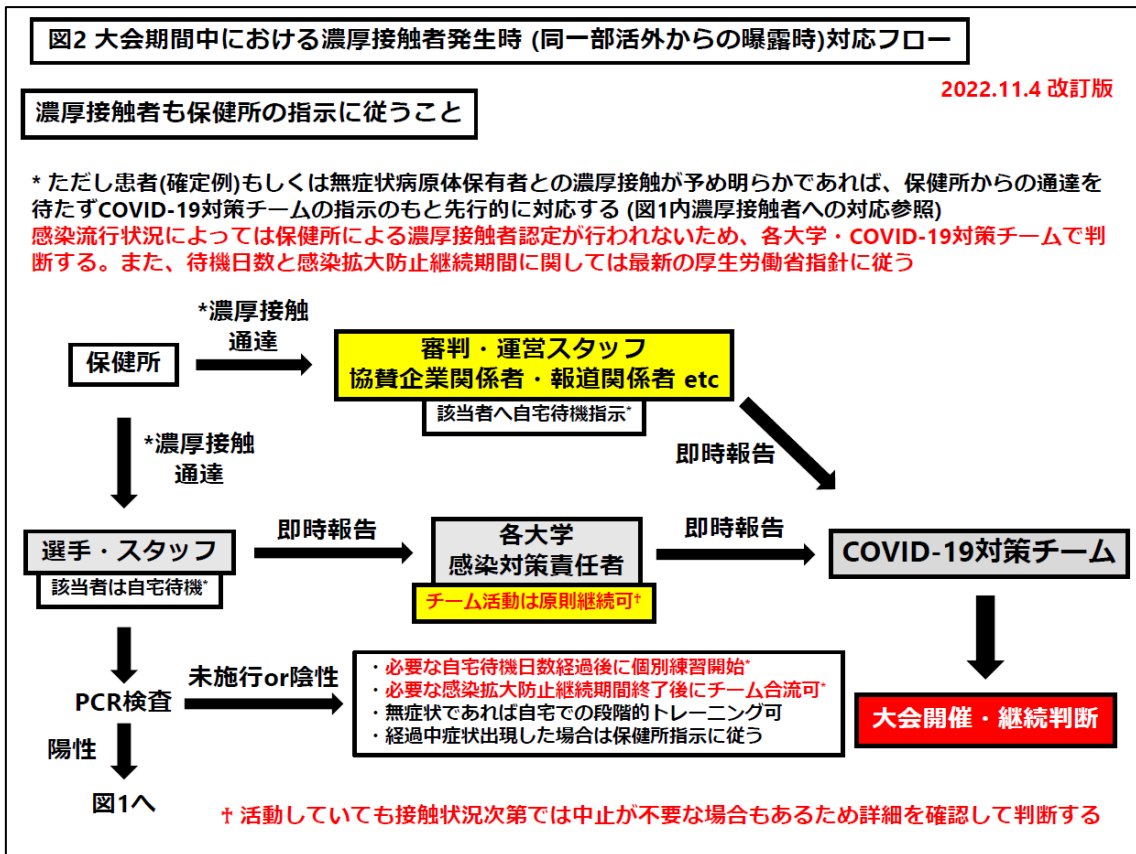 図2 大会期間中における濃厚接触者発生時 (同一部活外からの曝露時)対応フロー
2022.11.4 改訂版
濃厚接触者も保健所の指示に従うこと
* ただし患者(確定例)もしくは無症状病原体保有者との濃厚接触が予め明らかであれば、保健所からの通達を
待たずCOVID-19対策チームの指示のもと先行的に対応する (図1内濃厚接触者への対応参照)
感染流行状況によっては保健所による濃厚接触者認定が行われないため、各大学・COVID-19対策チームで判
断する。また、待機日数と感染拡大防止継続期間に関しては最新の厚生労働省指針に従う
保健所
*濃厚接触
通達
審判・運営スタッフ
協賛企業関係者・報道関係者 etc
該当者へ自宅待機指示*
即時報告
*濃厚接触
通達
選手・スタッフ
該当者は自宅待機*
即時報告
各大学
感染対策責任者
チーム活動は原則継続可†
即時報告
COVID-19対策チーム
PCR検査
未施行or陰性
・必要な自宅待機日数経過後に個別練習開始*
・必要な感染拡大防止継続期間終了後にチーム合流可*
・無症状であれば自宅での段階的トレーニング可
・経過中症状出現した場合は保健所指示に従う
大会開催・継続判断
陽性
図1へ
† 活動していても接触状況次第では中止が不要な場合もあるため詳細を確認して判断する